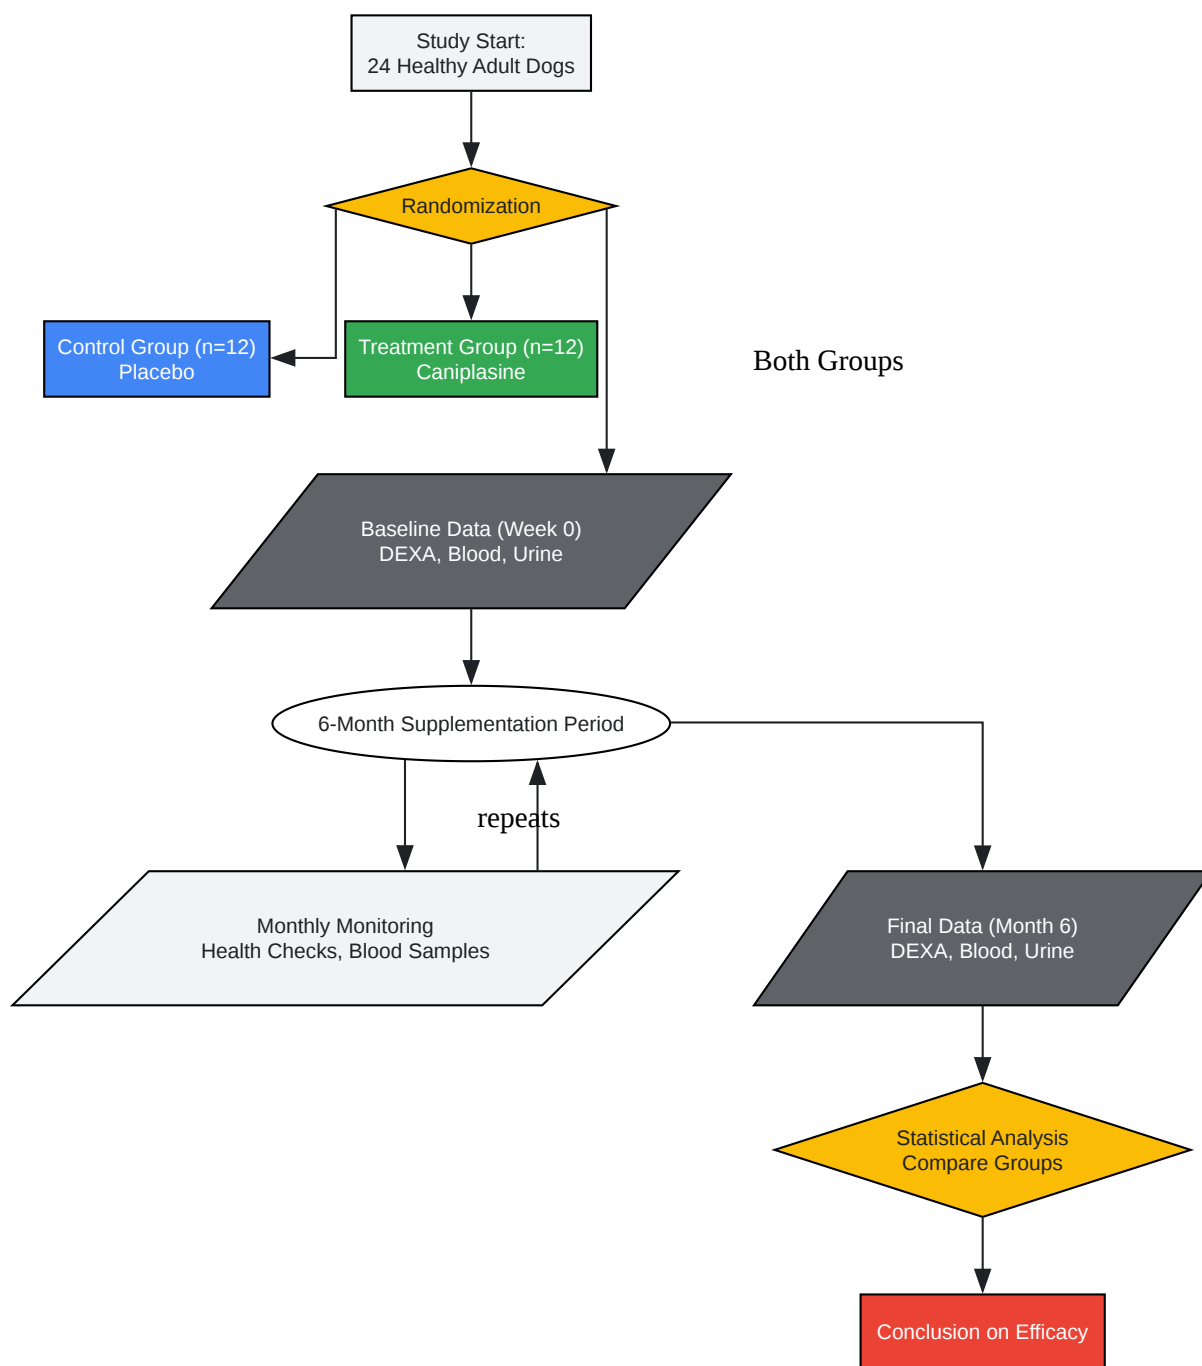 Study Start:
24 Healthy Adult Dogs
Randomization
Control Group (n=12)
Placebo
Treatment Group (n=12)
Caniplasine
Both Groups
Baseline Data (Week 0)
DEXA, Blood, Urine
6-Month Supplementation Period
repeats
Monthly Monitoring
Health Checks, Blood Samples
Final Data (Month 6)
DEXA, Blood, Urine
Statistical Analysis
Compare Groups
Conclusion on Efficacy